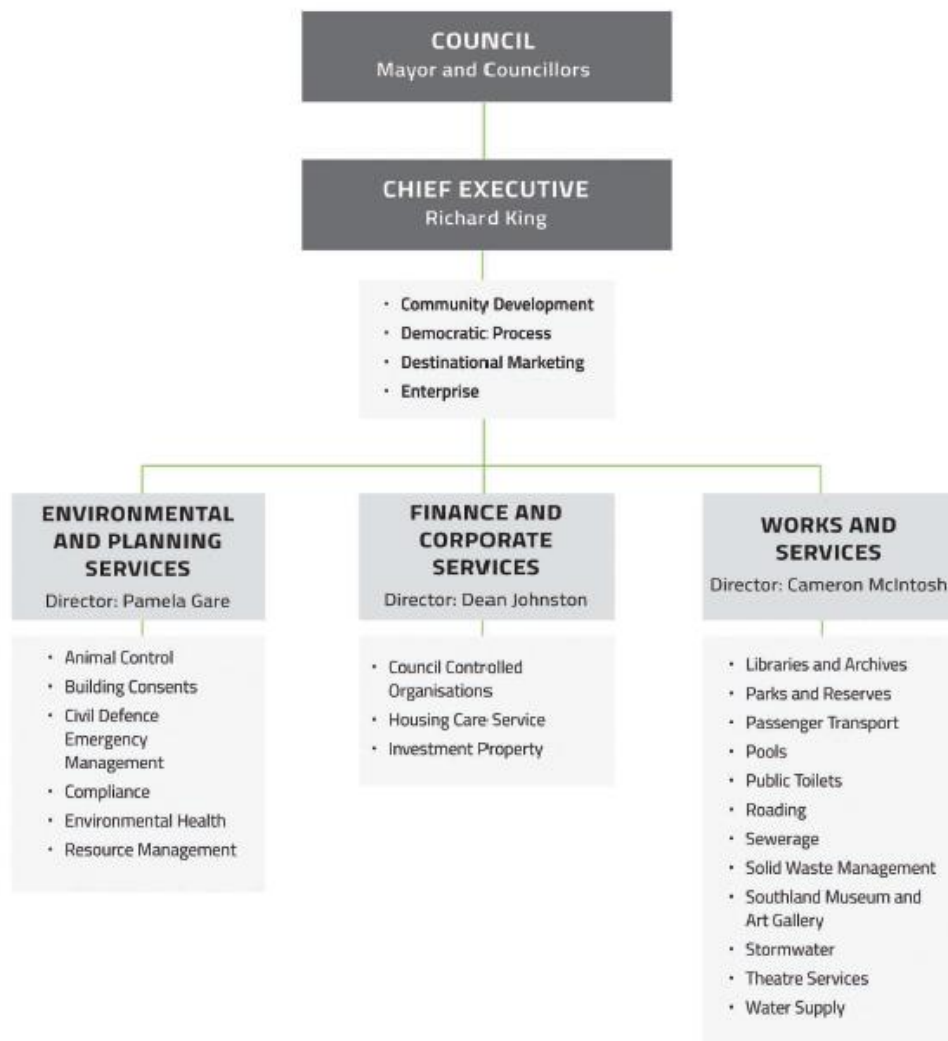 COUNCIL
Mayor and Councillors
CHIEF EXECUTIVE
Richard King
· Community Development
· Democratic Process
· Destinational Marketing
· Enterprise
ENVIRONMENTAL
AND PLANNING
SERVICES
Director: Pamela Gare
· Animal Control
· Building Consents
· Civil Defence
Emergency
Management
· Compliance
· Environmental Health
· Resource Management
FINANCE AND
CORPORATE
SERVICES
Director: Dean Johnston
· Council Controlled
Organisations
· Housing Care Service
· Investment Property
WORKS AND
SERVICES
Director: Cameron McIntosh
· Libraries and Archives
· Parks and Reserves
· Passenger Transport
· Pools
· Public Toilets
· Roading
· Sewerage
· Solid Waste Management
· Southland Museum and
Art Gallery
· Stormwater
· Theatre Services
· Water Supply